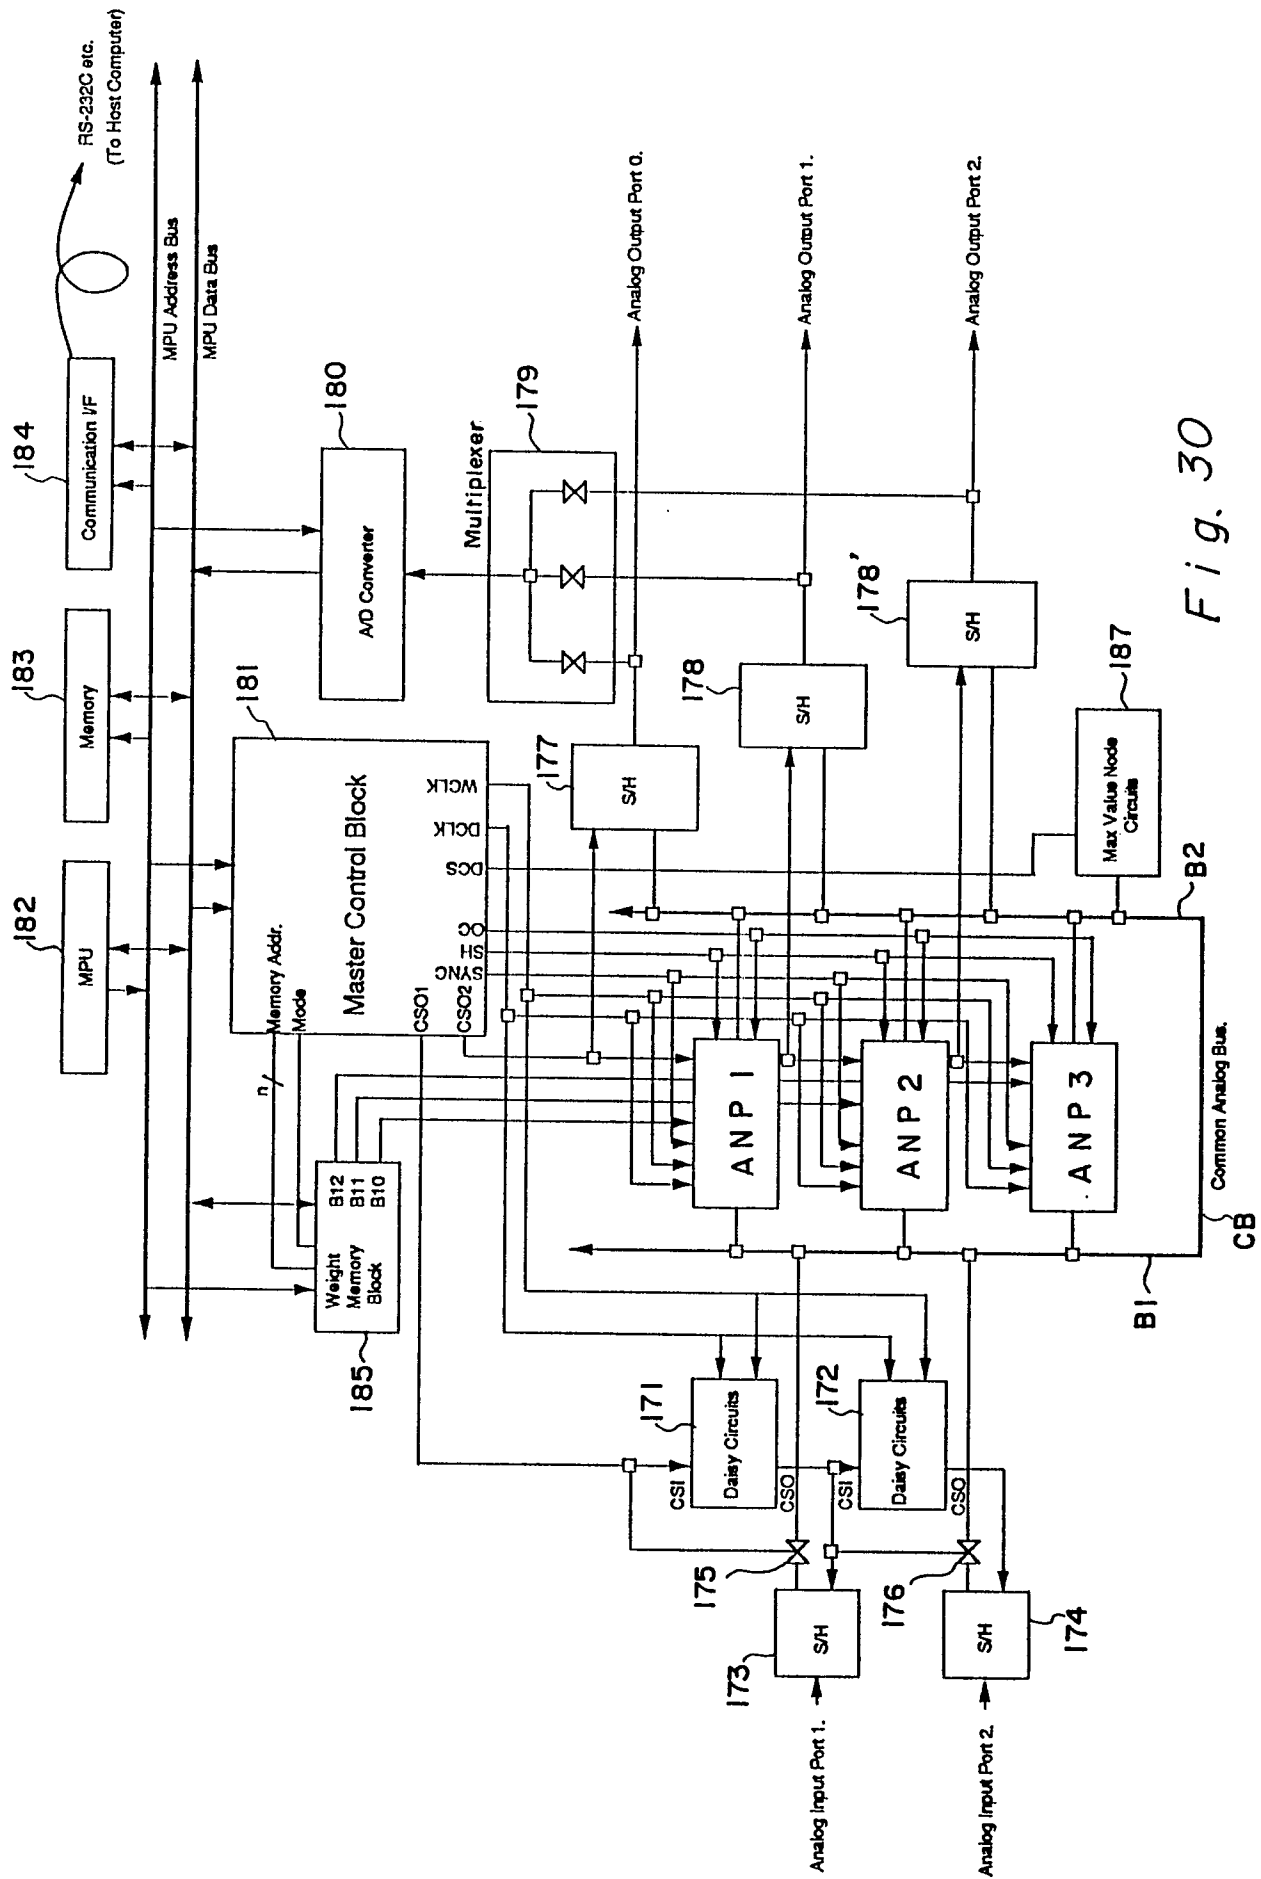 184
183
182
RS-232C etc.
(To Host Computer)
Communication I/F
Memory
MPU
MPU Address Bus
MPU Data Bus
180
181
A/D Converter
Multiplexer
179
Master Control Block
Memory Addr.
Mode
CSO1
CSO2
SYNC
SH
OC
DCS
DCLK
WCLK
n
Weight
Memory
Block
B12
B11
B10
185
177
S/H
Analog Output Port 0.
178
S/H
Analog Output Port 1.
178'
S/H
Analog Output Port 2.
187
Max Value Node
Circuits
B2
ANP 1
ANP 2
ANP 3
171
CSI
Daisy Circuits
CSO
172
CSI
Daisy Circuits
CSO
175
176
173
S/H
174
S/H
Analog Input Port 1.
Analog Input Port 2.
B1
CB
Common Analog Bus.
Fig. 30